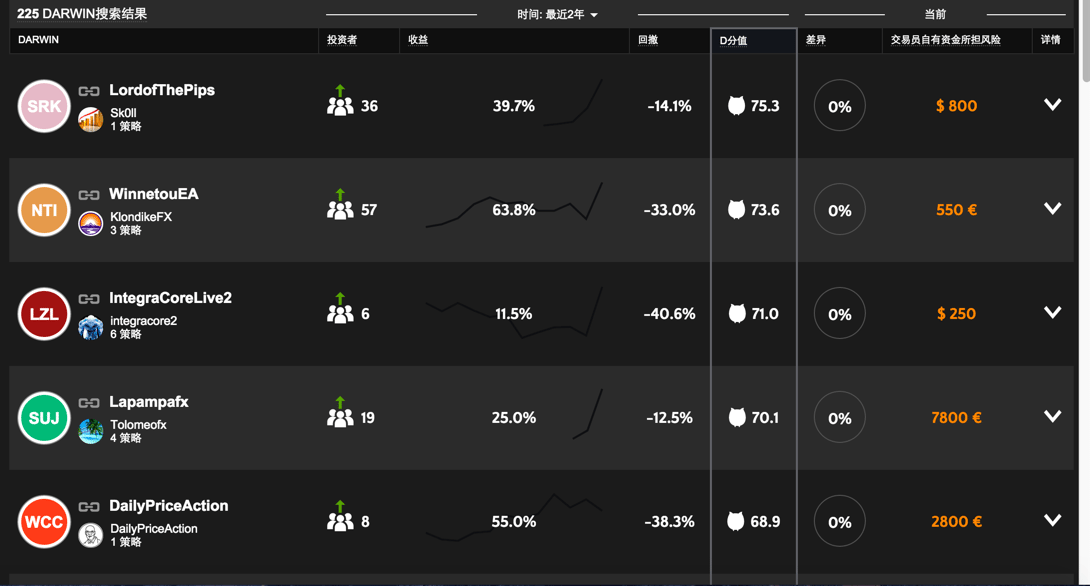 225 DARWIN搜索结果 时间: 最近2年 当前
DARWIN 投资者 收益 回撤 D分值 差异 交易员自有资金所担风险 详情
SRK LordofThePips
Sk0ll
1 策略
36 39.7% -14.1% 75.3 0% $ 800
NTI WinnetouEA
KlondikeFX
3 策略
57 63.8% -33.0% 73.6 0% 550 €
LZL IntegraCoreLive2
integracore2
6 策略
6 11.5% -40.6% 71.0 0% $ 250
SUJ Lapampafx
Tolomeofx
4 策略
19 25.0% -12.5% 70.1 0% 7800 €
WCC DailyPriceAction
DailyPriceAction
1 策略
8 55.0% -38.3% 68.9 0% 2800 €